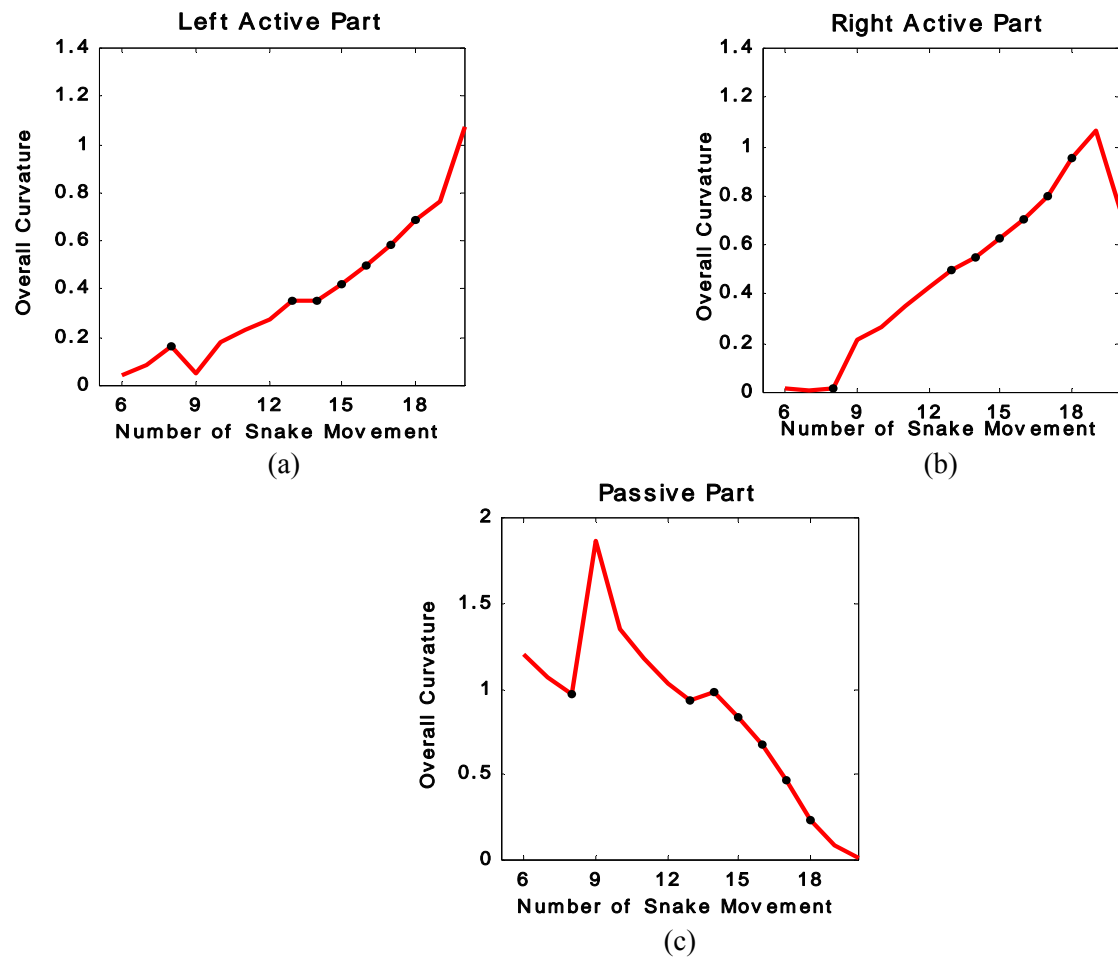 Left Active Part
1.4
1.2
1
0.8
0.6
0.4
0.2
0
Overall Curvature
6 9 12 15 18
Number of Snake Movement
(a)
Right Active Part
1.4
1.2
1
0.8
0.6
0.4
0.2
0
Overall Curvature
6 9 12 15 18
Number of Snake Movement
(b)
Passive Part
2
1.5
1
0.5
0
Overall Curvature
6 9 12 15 18
Number of Snake Movement
(c)